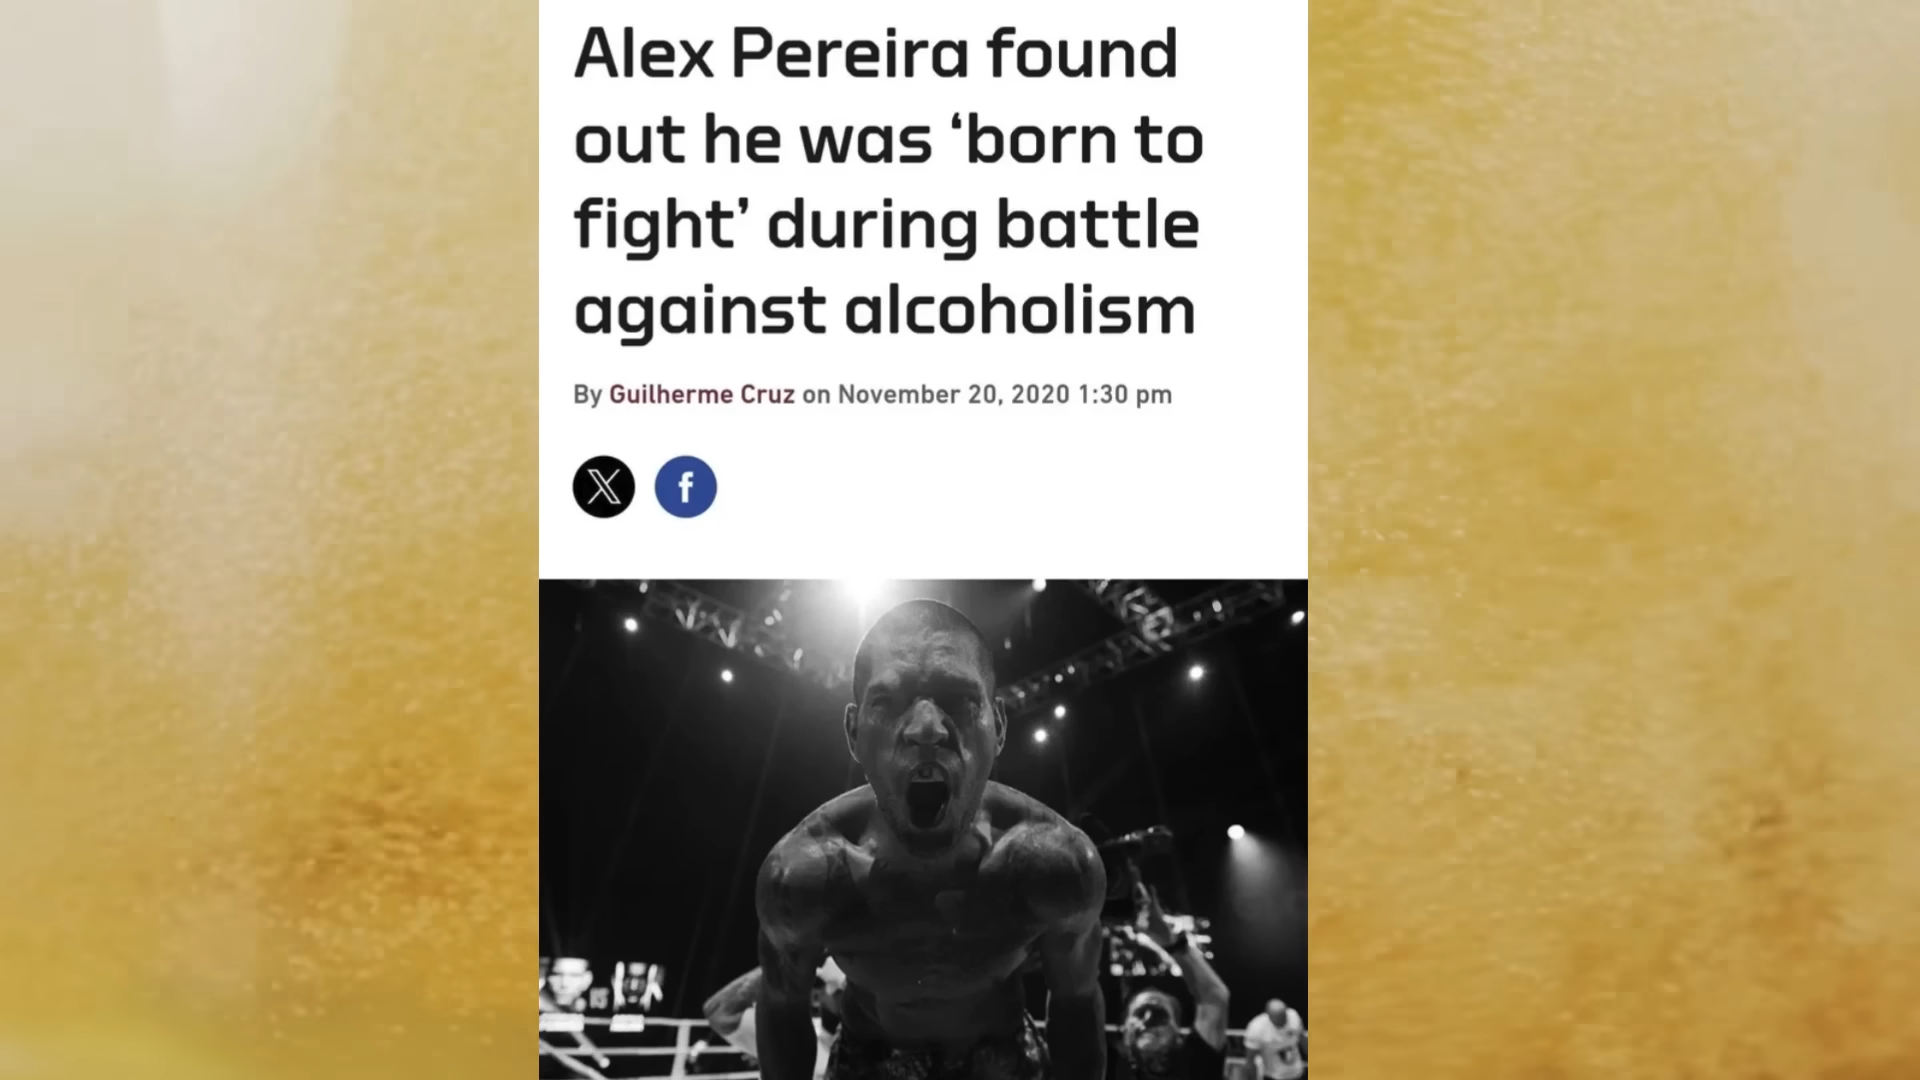 Alex Pereira found
out he was ‘born to
fight’ during battle
against alcoholism
By Guilherme Cruz on November 20, 2020 1:30 pm
X f